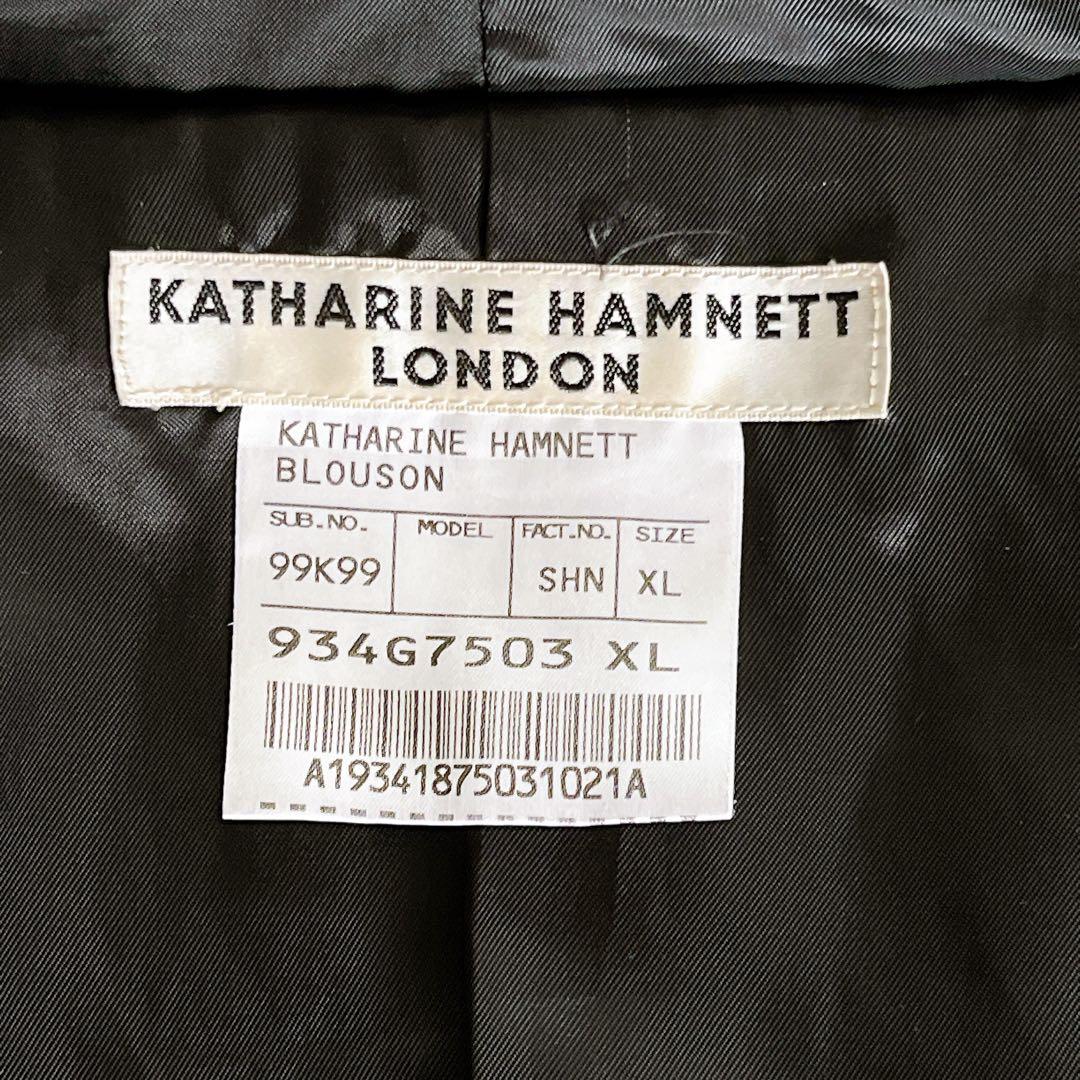 KATHARINE HAMNETT
LONDON
KATHARINE HAMNETT
BLOUSON
SUB.NO. MODEL FACT.NO. SIZE
99K99 SHN XL
934G7503 XL
A19341875031021A